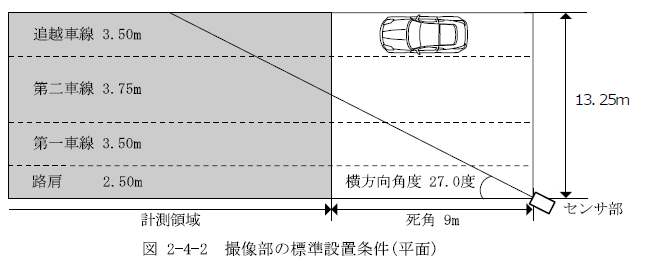 追越車線 3.50m
第二車線 3.75m
13.25m
第一車線 3.50m
路肩 2.50m
横方向角度 27.0度
センサ部
計測領域
死角 9m
図 2-4-2 撮像部の標準設置条件(平面)